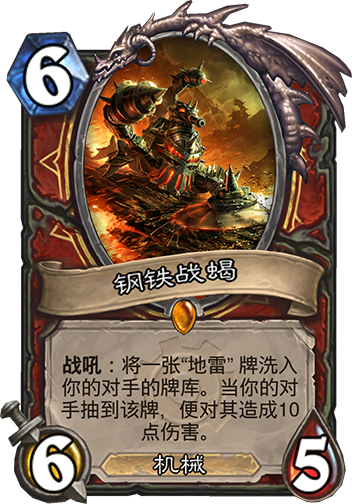 6
钢铁战蝎
战吼：将一张“地雷”牌洗入
你的对手的牌库。当你的对
手抽到该牌，便对其造成10
点伤害。
6
机械
5